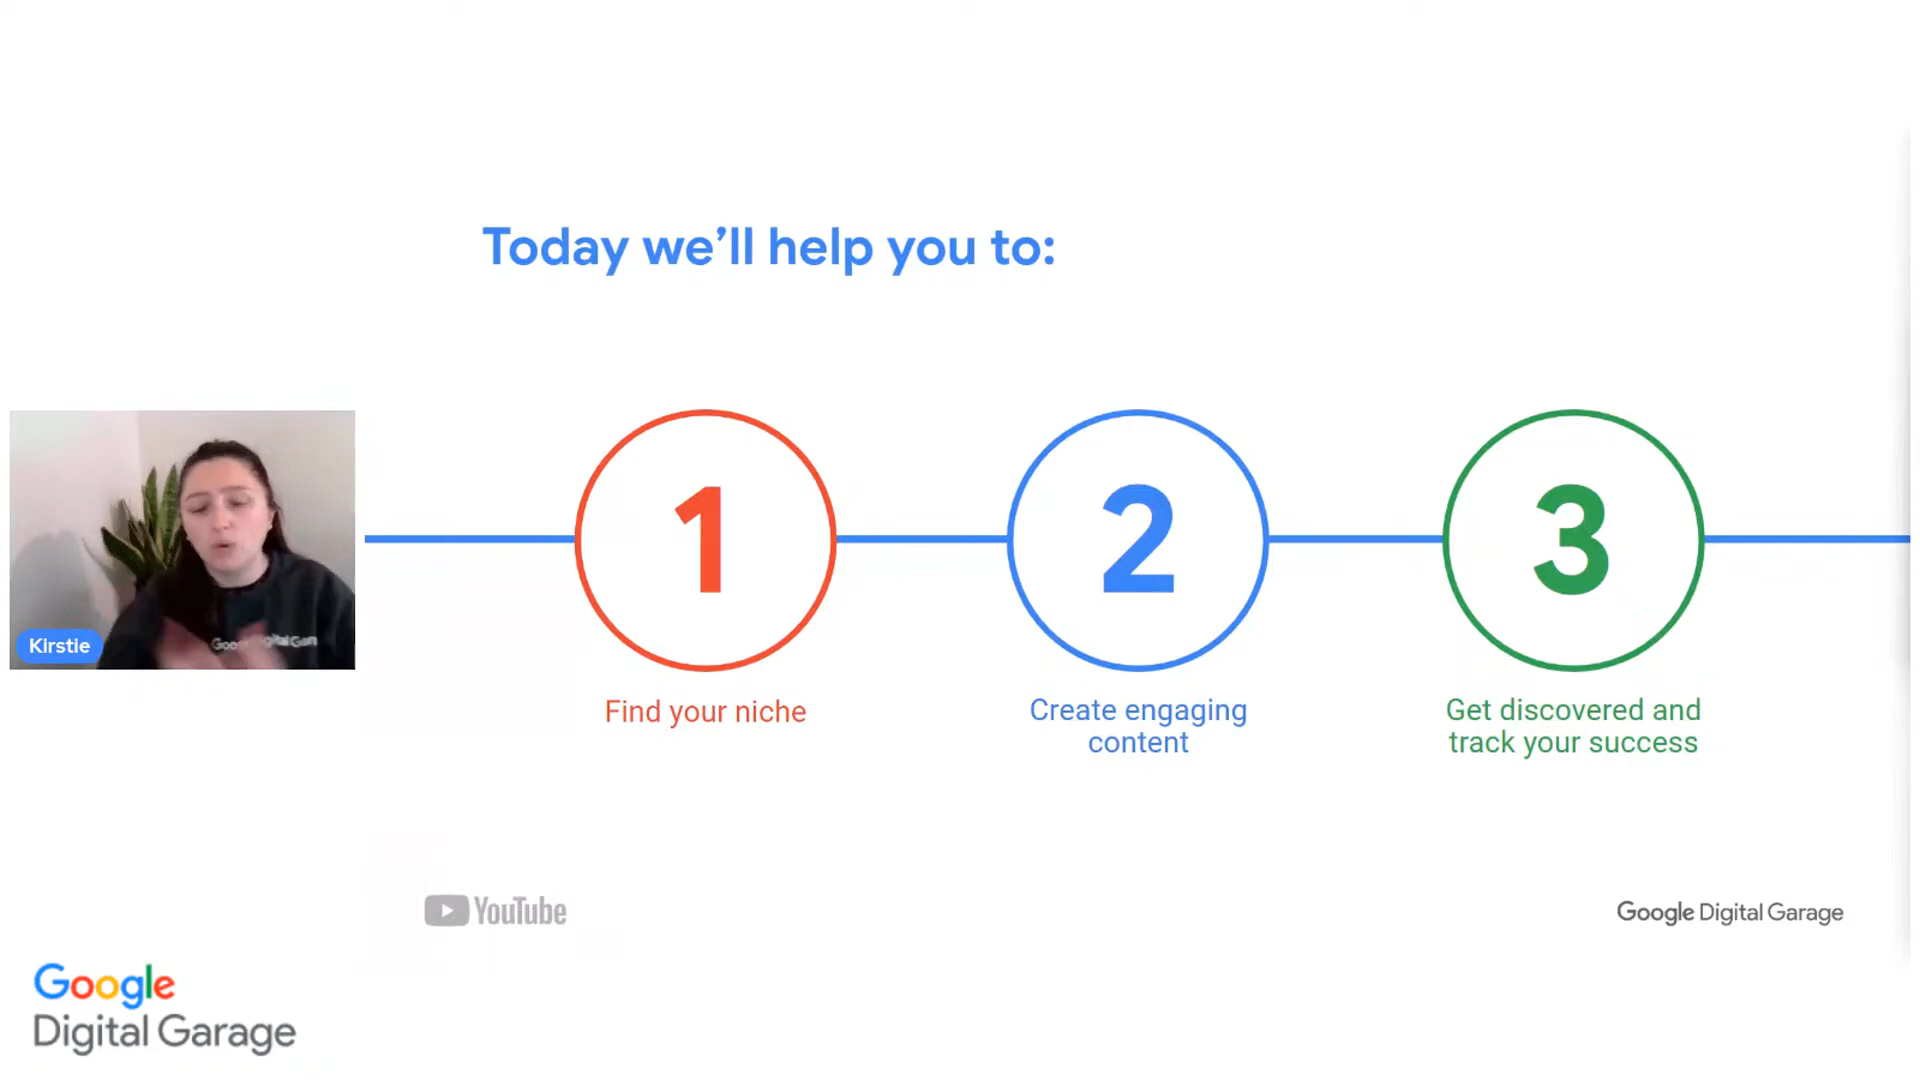 Today we’ll help you to:
1
2
3
Kirstie
Find your niche
Create engaging
content
Get discovered and
track your success
YouTube
Google Digital Garage
Google
Digital Garage